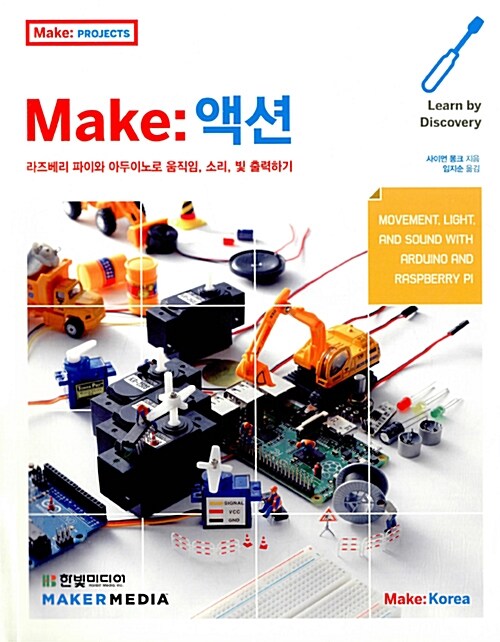 Make: PROJECTS
Learn by
Discovery
Make: 액션
라즈베리 파이와 아두이노로 움직임, 소리, 빛 출력하기
사이먼 몽크 지음
임지순 옮김
MOVEMENT, LIGHT,
AND SOUND WITH
ARDUINO AND
RASPBERRY PI
SIGNAL
VCC
GND
한빛미디어
MAKERMEDIA
Make: Korea